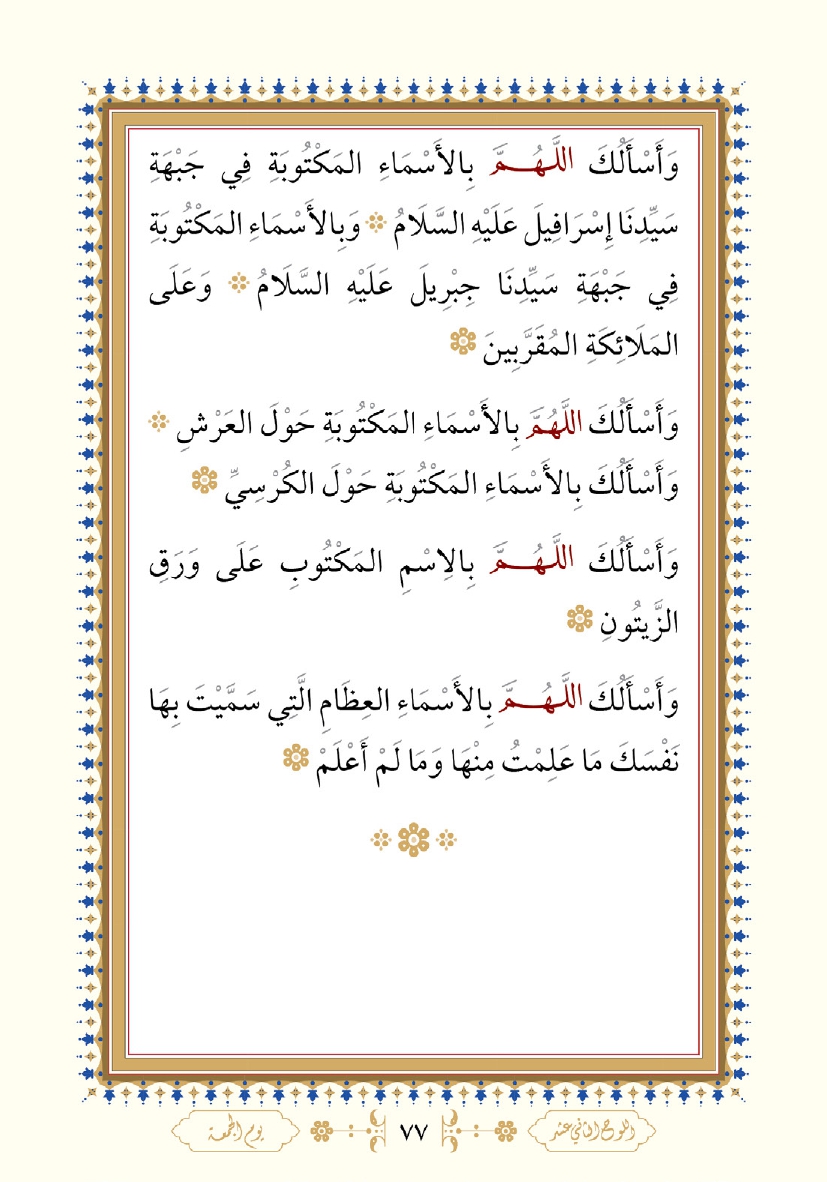 وَأَسْأَلُكَ اللَّهُمَّ بِالأَسْمَاءِ المَكْتُوبَةِ فِي جَبْهَةِ
سَيِّدِنَا إِسْرَافِيلَ عَلَيْهِ السَّلَامُ وَبِالأَسْمَاءِ المَكْتُوبَةِ
فِي جَبْهَةِ سَيِّدِنَا جِبْرِيلَ عَلَيْهِ السَّلَامُ وَعَلَى
المَلَائِكَةِ المُقَرَّبِينَ
وَأَسْأَلُكَ اللَّهُمَّ بِالأَسْمَاءِ المَكْتُوبَةِ حَوْلَ العَرْشِ
وَأَسْأَلُكَ بِالأَسْمَاءِ المَكْتُوبَةِ حَوْلَ الكُرْسِيِّ
وَأَسْأَلُكَ اللَّهُمَّ بِالِاسْمِ المَكْتُوبِ عَلَى وَرَقِ
الزَّيتُونِ
وَأَسْأَلُكَ اللَّهُمَّ بِالأَسْمَاءِ العِظَامِ الَّتِي سَمَّيْتَ بِهَا
نَفْسَكَ مَا عَلِمْتُ مِنْهَا وَمَا لَمْ أَعْلَمْ
اللوح الثاني عشر ٧٧ يوم الجمعة